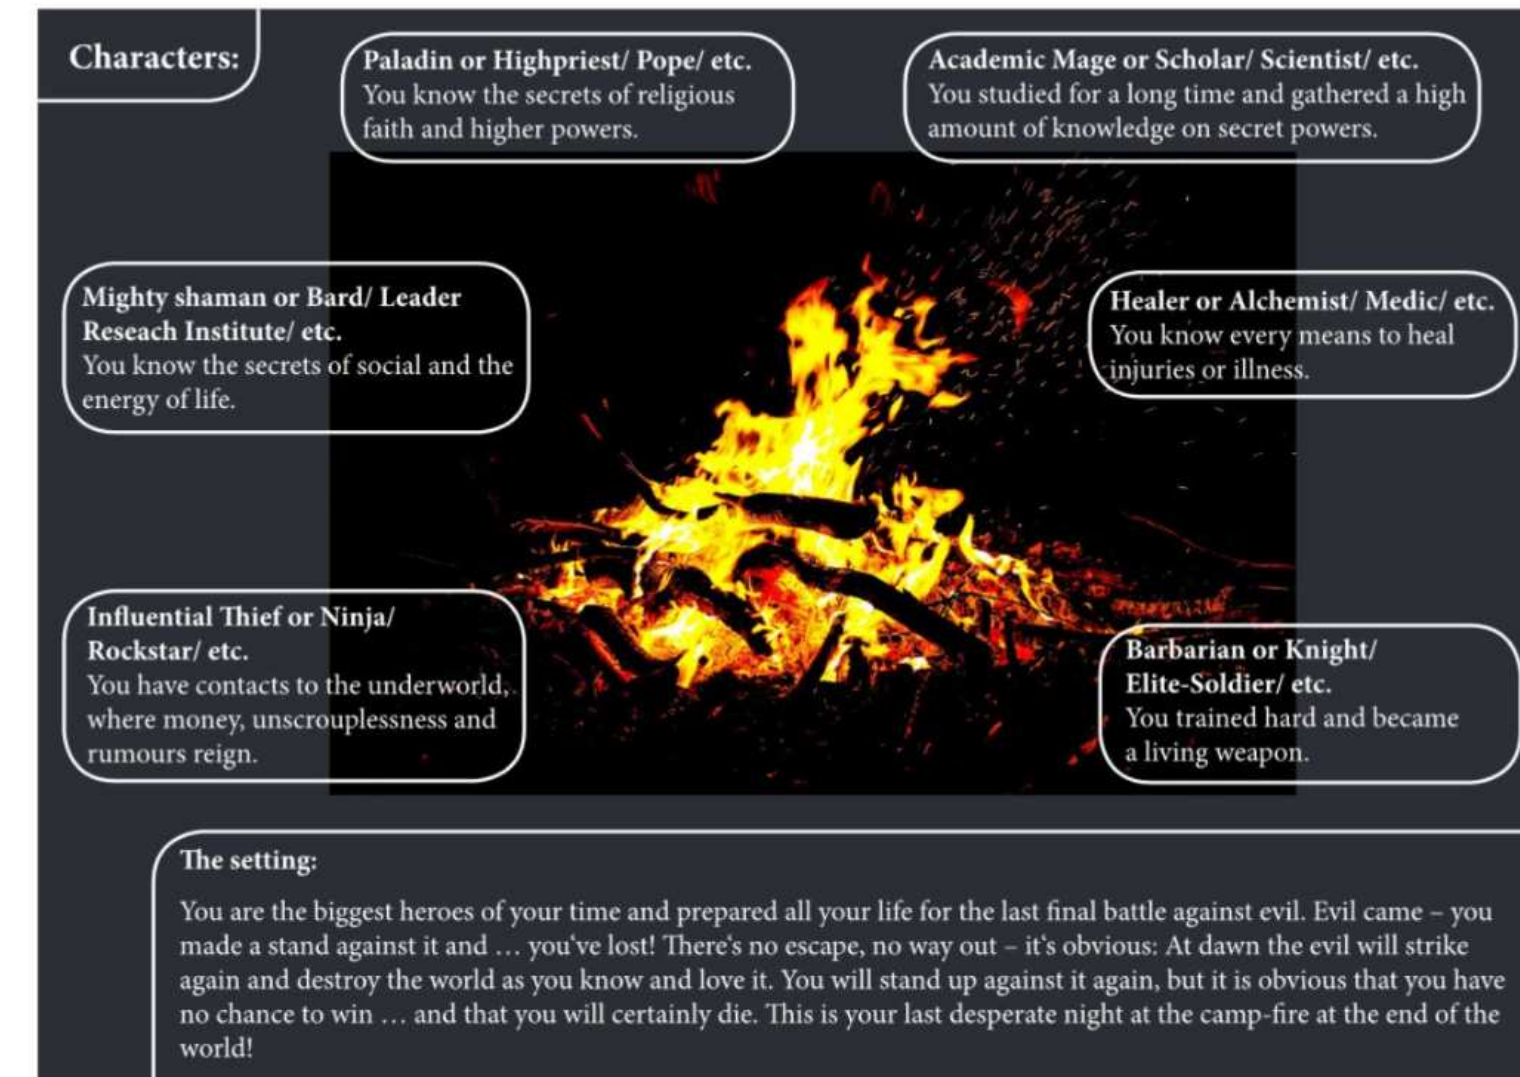 Characters:
Paladin or Highpriest/ Pope/ etc.
You know the secrets of religious
faith and higher powers.
Academic Mage or Scholar/ Scientist/ etc.
You studied for a long time and gathered a high
amount of knowledge on secret powers.
Mighty shaman or Bard/ Leader
Reseach Institute/ etc.
You know the secrets of social and the
energy of life.
Healer or Alchemist/ Medic/ etc.
You know every means to heal
injuries or illness.
Influential Thief or Ninja/
Rockstar/ etc.
You have contacts to the underworld,
where money, unscrouplessness and
rumours reign.
Barbarian or Knight/
Elite-Soldier/ etc.
You trained hard and became
a living weapon.
The setting:
You are the biggest heroes of your time and prepared all your life for the last final battle against evil. Evil came – you
made a stand against it and … you‘ve lost! There‘s no escape, no way out – it‘s obvious: At dawn the evil will strike
again and destroy the world as you know and love it. You will stand up against it again, but it is obvious that you have
no chance to win … and that you will certainly die. This is your last desperate night at the camp-fire at the end of the
world!